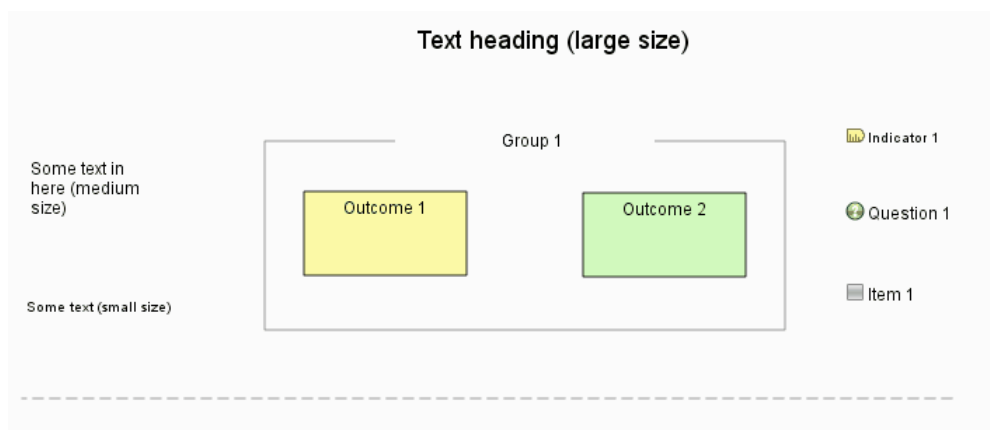 Text heading (large size)
Group 1
Indicator 1
Some text in
here (medium
size)
Outcome 1
Outcome 2
Question 1
Some text (small size)
Item 1